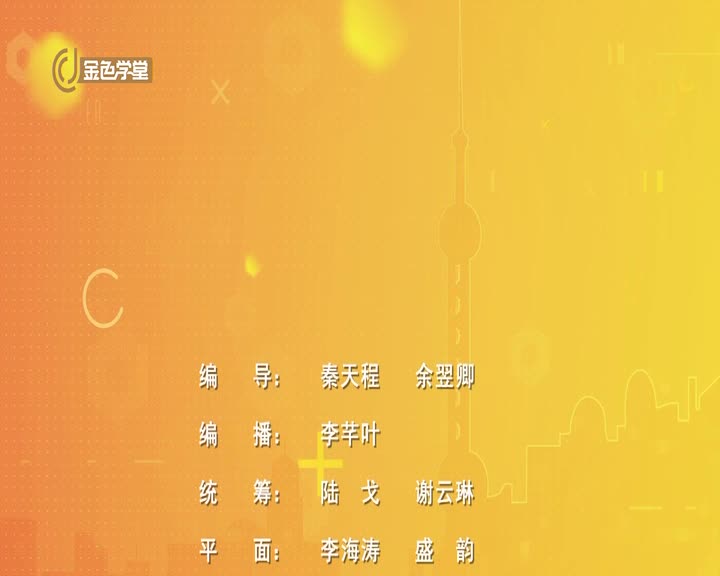 金色学堂
编 导: 秦天程 余翌卿
编 播: 李芊叶
统 筹: 陆 戈 谢云琳
平 面: 李海涛 盛 韵